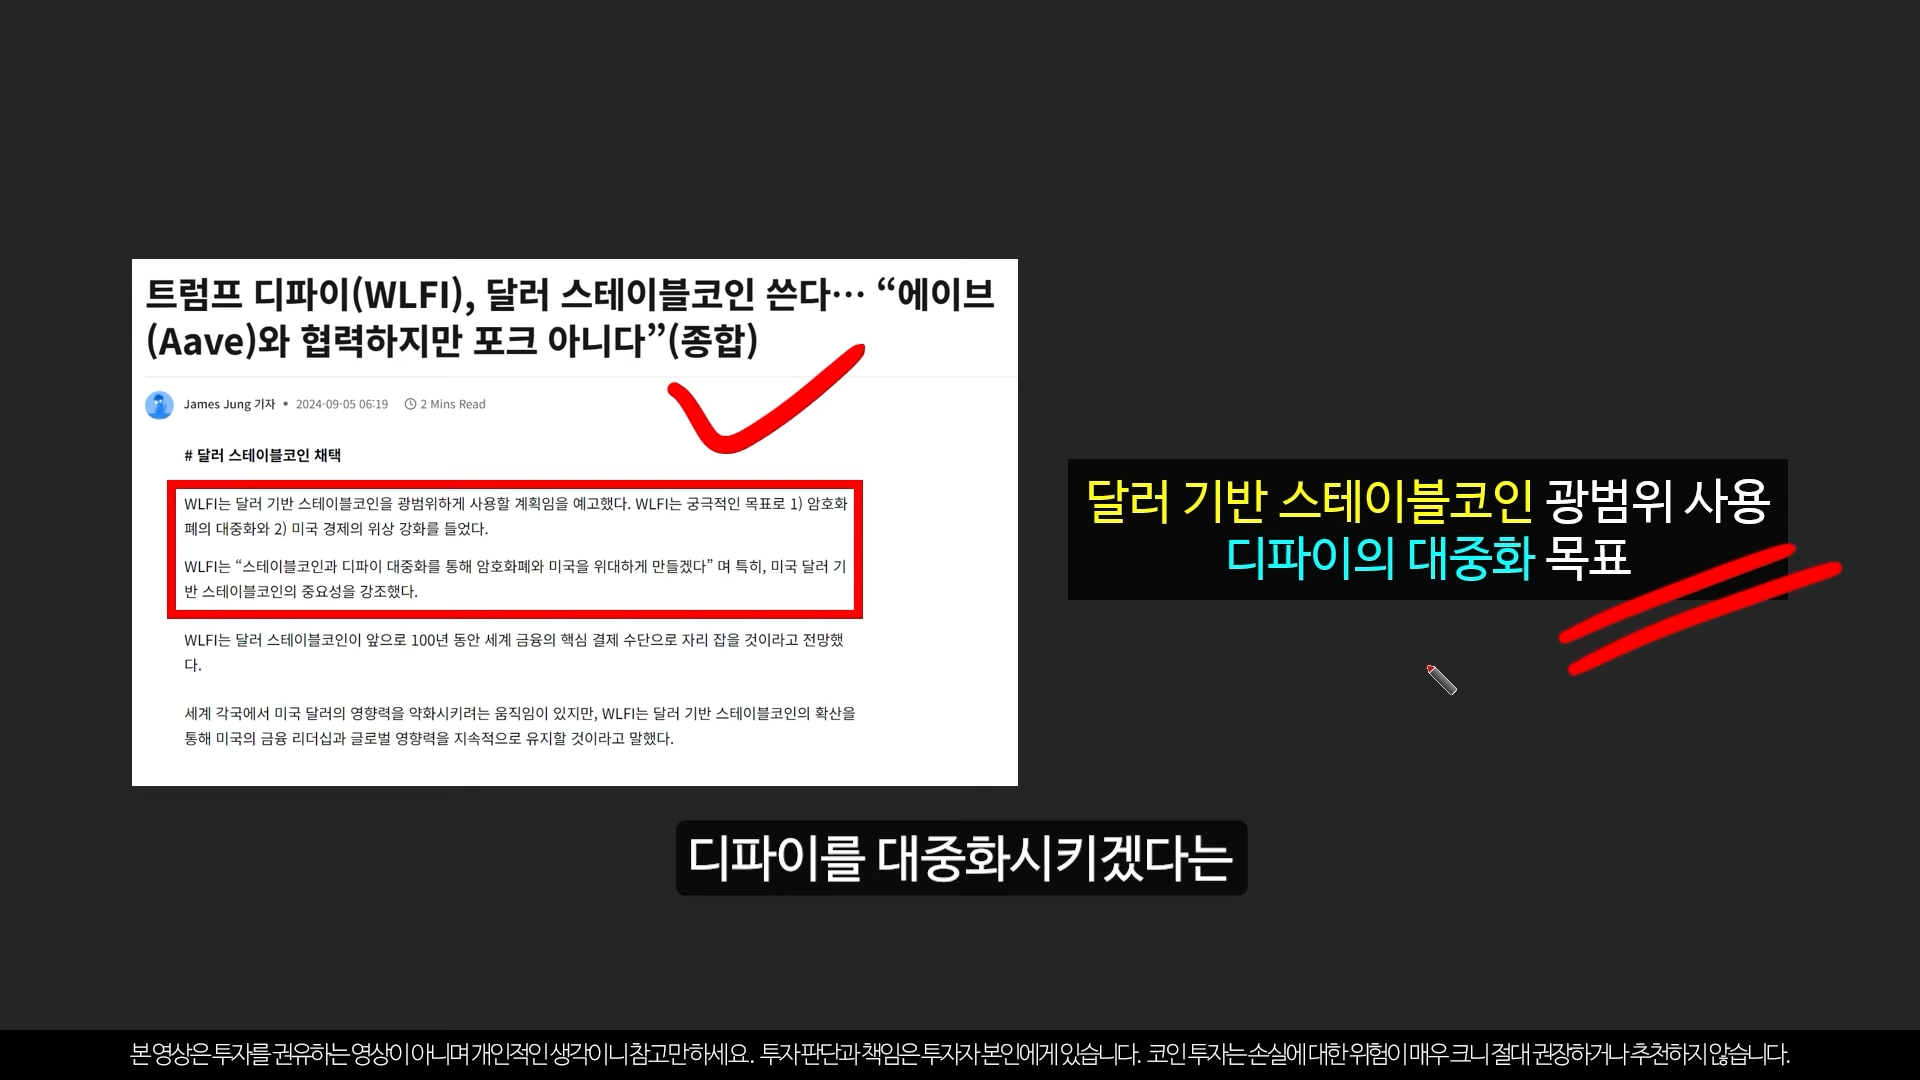 트럼프 디파이(WLFI), 달러 스테이블코인 쓴다… “에이브
(Aave)와 협력하지만 포크 아니다”(종합)
James Jung 기자 • 2024-09-05 06:19 2 Mins Read
# 달러 스테이블코인 채택
WLFI는 달러 기반 스테이블코인을 광범위하게 사용할 계획임을 예고했다. WLFI는 궁극적인 목표로 1) 암호화
폐의 대중화와 2) 미국 경제의 위상 강화를 들었다.
WLFI는 “스테이블코인과 디파이 대중화를 통해 암호화폐와 미국을 위대하게 만들겠다” 며 특히, 미국 달러 기
반 스테이블코인의 중요성을 강조했다.
WLFI는 달러 스테이블코인이 앞으로 100년 동안 세계 금융의 핵심 결제 수단으로 자리 잡을 것이라고 전망했
다.
세계 각국에서 미국 달러의 영향력을 약화시키려는 움직임이 있지만, WLFI는 달러 기반 스테이블코인의 확산을
통해 미국의 금융 리더십과 글로벌 영향력을 지속적으로 유지할 것이라고 말했다.
달러 기반 스테이블코인 광범위 사용
디파이의 대중화 목표
디파이를 대중화시키겠다는
본 영상은 투자를 권유하는 영상이 아니며 개인적인 생각이니 참고만 하세요. 투자 판단과 책임은 투자자 본인에게 있습니다. 코인 투자는 손실에 대한 위험이 매우 크니 절대 권장하거나 추천하지 않습니다.